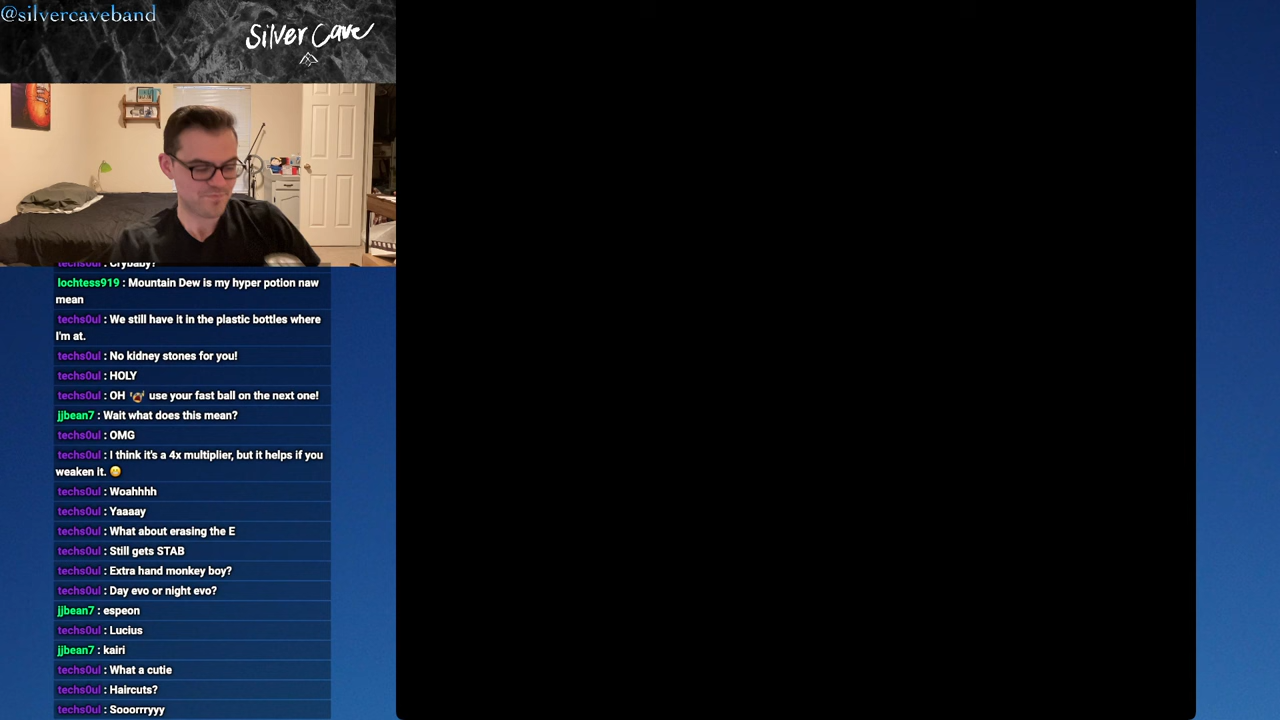 @silvercaveband
Silver Cave
techs0ul : Crybaby?
lochtess919 : Mountain Dew is my hyper potion naw
mean
techs0ul : We still have it in the plastic bottles where
I'm at.
techs0ul : No kidney stones for you!
techs0ul : HOLY
techs0ul : OH use your fast ball on the next one!
jjbean7 : Wait what does this mean?
techs0ul : OMG
techs0ul : I think it's a 4x multiplier, but it helps if you
weaken it. 😁
techs0ul : Woahhhh
techs0ul : Yaaaay
techs0ul : What about erasing the E
techs0ul : Still gets STAB
techs0ul : Extra hand monkey boy?
techs0ul : Day evo or night evo?
jjbean7 : espeon
techs0ul : Lucius
jjbean7 : kairi
techs0ul : What a cutie
techs0ul : Haircuts?
techs0ul : Sooorrryyy